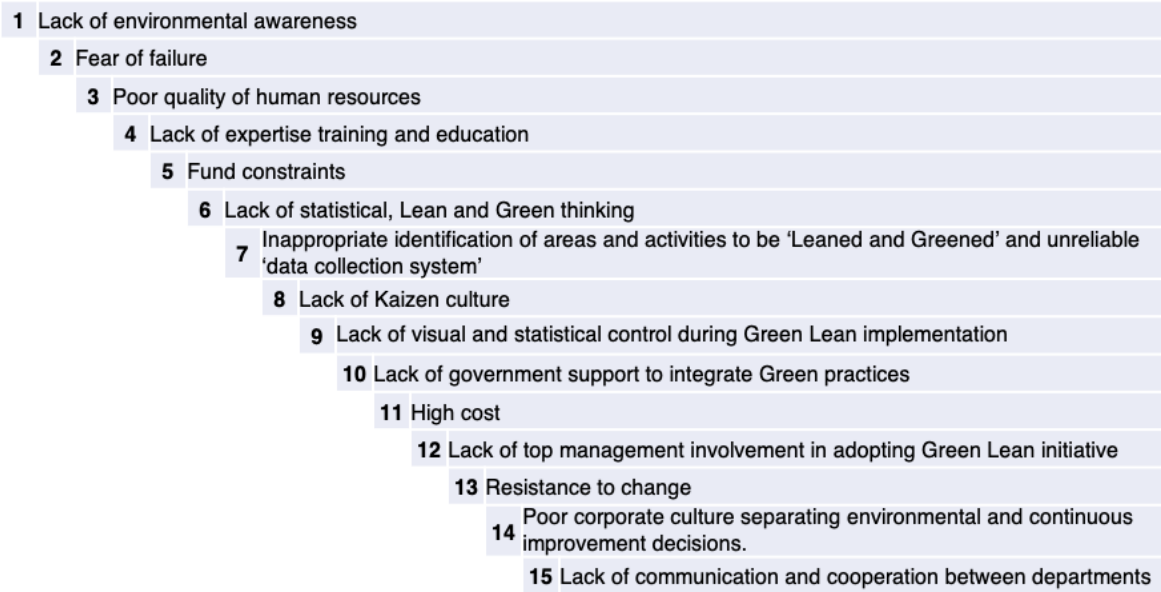 1 Lack of environmental awareness
2 Fear of failure
3 Poor quality of human resources
4 Lack of expertise training and education
5 Fund constraints
6 Lack of statistical, Lean and Green thinking
7 Inappropriate identification of areas and activities to be ‘Leaned and Greened’ and unreliable
‘data collection system’
8 Lack of Kaizen culture
9 Lack of visual and statistical control during Green Lean implementation
10 Lack of government support to integrate Green practices
11 High cost
12 Lack of top management involvement in adopting Green Lean initiative
13 Resistance to change
14 Poor corporate culture separating environmental and continuous
improvement decisions.
15 Lack of communication and cooperation between departments